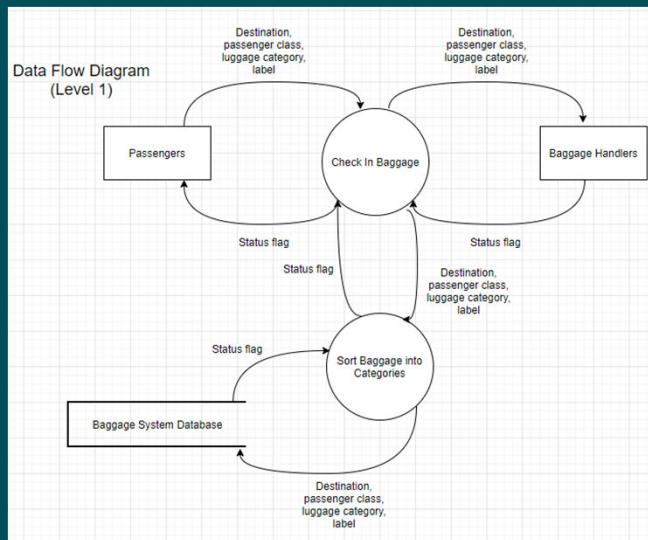 Destination,
passenger class,
luggage category,
label
Destination,
passenger class,
luggage category,
label
Data Flow Diagram
(Level 1)
Passengers
Check In Baggage
Baggage Handlers
Status flag
Status flag
Status flag
Destination,
passenger class,
luggage category,
label
Status flag
Sort Baggage into
Categories
Baggage System Database
Destination,
passenger class,
luggage category,
label